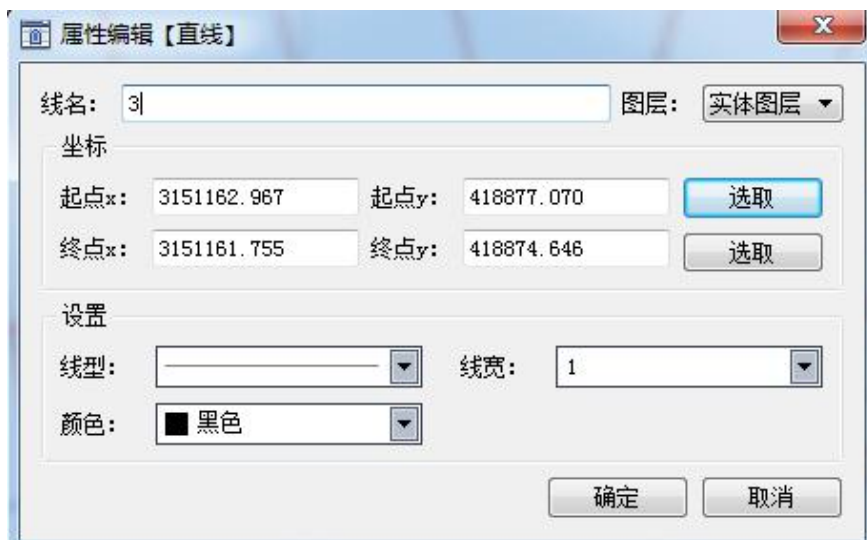 属性编辑【直线】
线名: 3 图层: 实体图层
坐标
起点x: 3151162.967 起点y: 418877.070 选取
终点x: 3151161.755 终点y: 418874.646 选取
设置
线型: 线宽: 1
颜色: 黑色
确定 取消